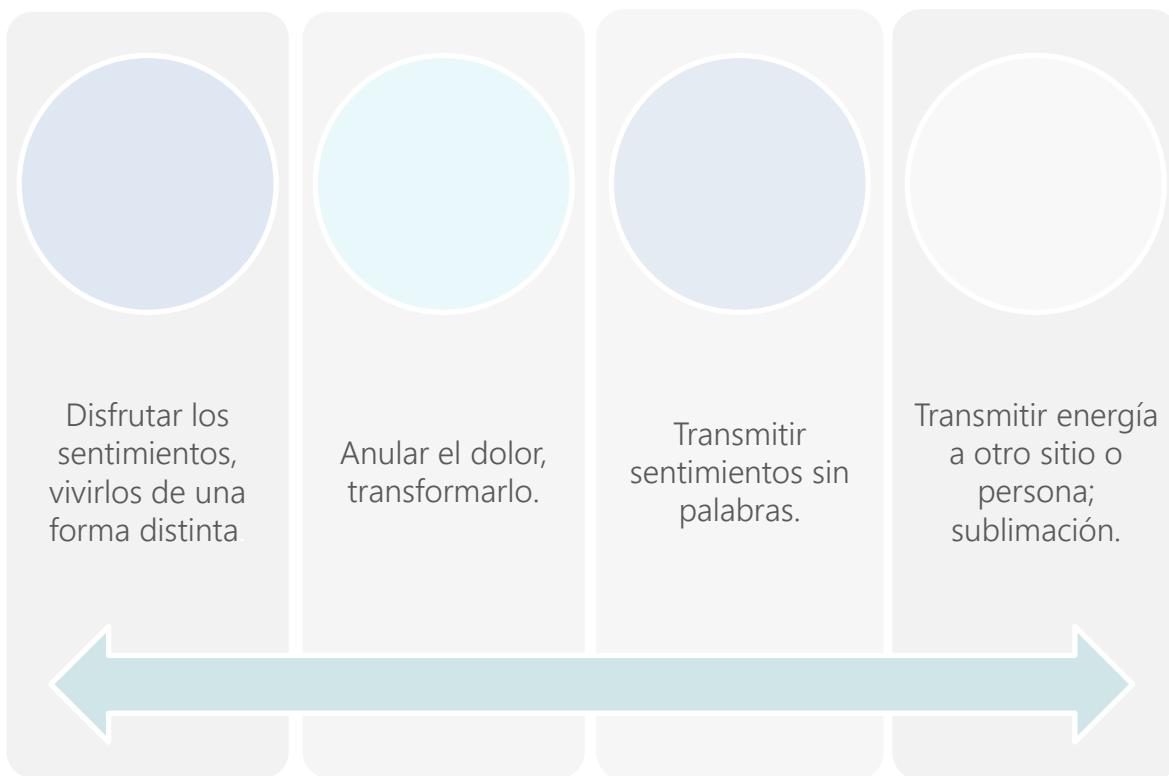 Disfrutar los
sentimientos,
vivirlos de una
forma distinta.
Anular el dolor,
transformarlo.
Transmitir
sentimientos sin
palabras.
Transmitir energía
a otro sitio o
persona;
sublimación.